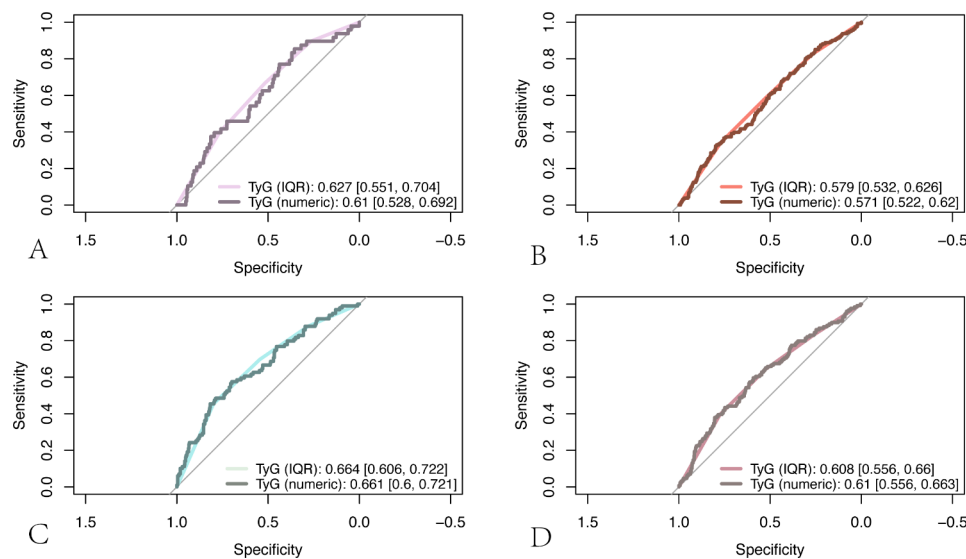 1.0
0.8
0.6
0.4
0.2
0.0
Sensitivity
TyG (IQR): 0.627 [0.551, 0.704]
TyG (numeric): 0.61 [0.528, 0.692]
1.5 1.0 0.5 0.0 −0.5
Specificity
A
1.0
0.8
0.6
0.4
0.2
0.0
Sensitivity
TyG (IQR): 0.579 [0.532, 0.626]
TyG (numeric): 0.571 [0.522, 0.62]
1.5 1.0 0.5 0.0 −0.5
Specificity
B
1.0
0.8
0.6
0.4
0.2
0.0
Sensitivity
TyG (IQR): 0.664 [0.606, 0.722]
TyG (numeric): 0.661 [0.6, 0.721]
1.5 1.0 0.5 0.0 −0.5
Specificity
C
1.0
0.8
0.6
0.4
0.2
0.0
Sensitivity
TyG (IQR): 0.608 [0.556, 0.66]
TyG (numeric): 0.61 [0.556, 0.663]
1.5 1.0 0.5 0.0 −0.5
Specificity
D